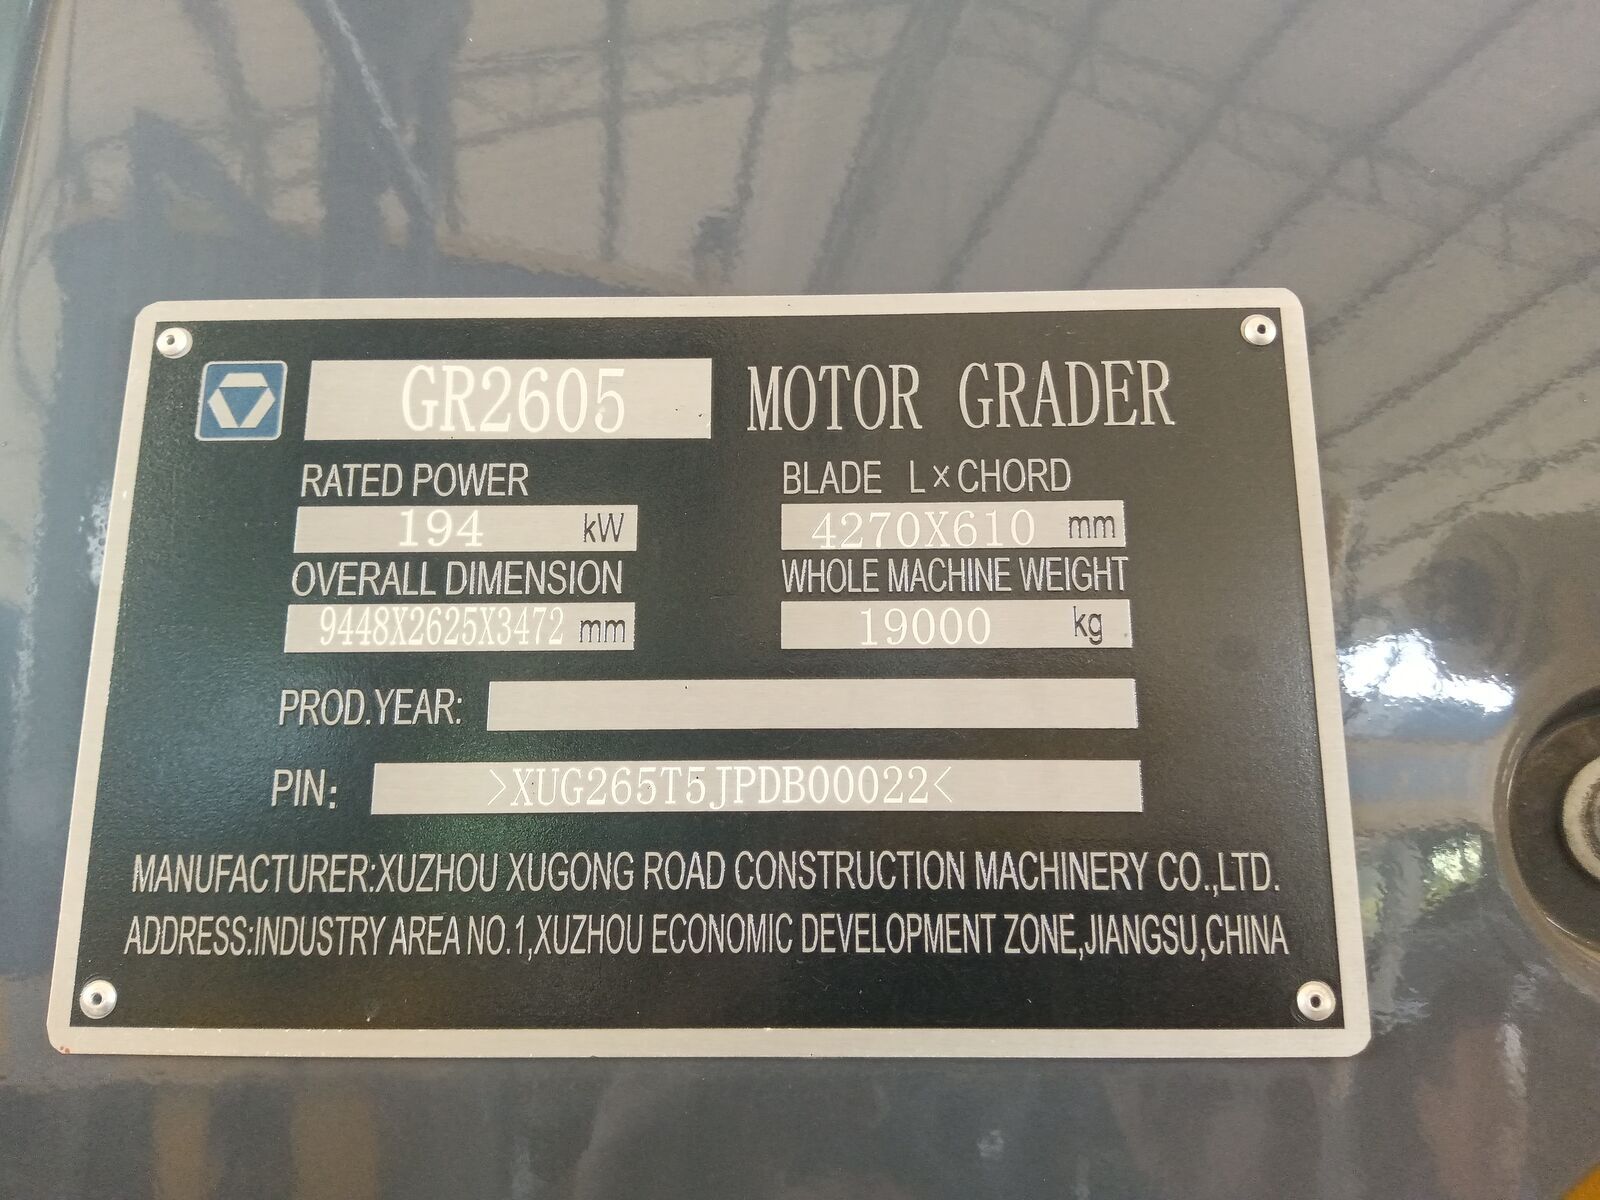 GR2605 MOTOR GRADER
RATED POWER BLADE L×CHORD
194 kW 4270X610 mm
OVERALL DIMENSION WHOLE MACHINE WEIGHT
9448X2625X3472 mm 19000 kg
PROD.YEAR:
PIN: >XUG265T5JPDB00022<
MANUFACTURER:XUZHOU XUGONG ROAD CONSTRUCTION MACHINERY CO.,LTD.
ADDRESS:INDUSTRY AREA NO.1,XUZHOU ECONOMIC DEVELOPMENT ZONE,JIANGSU,CHINA